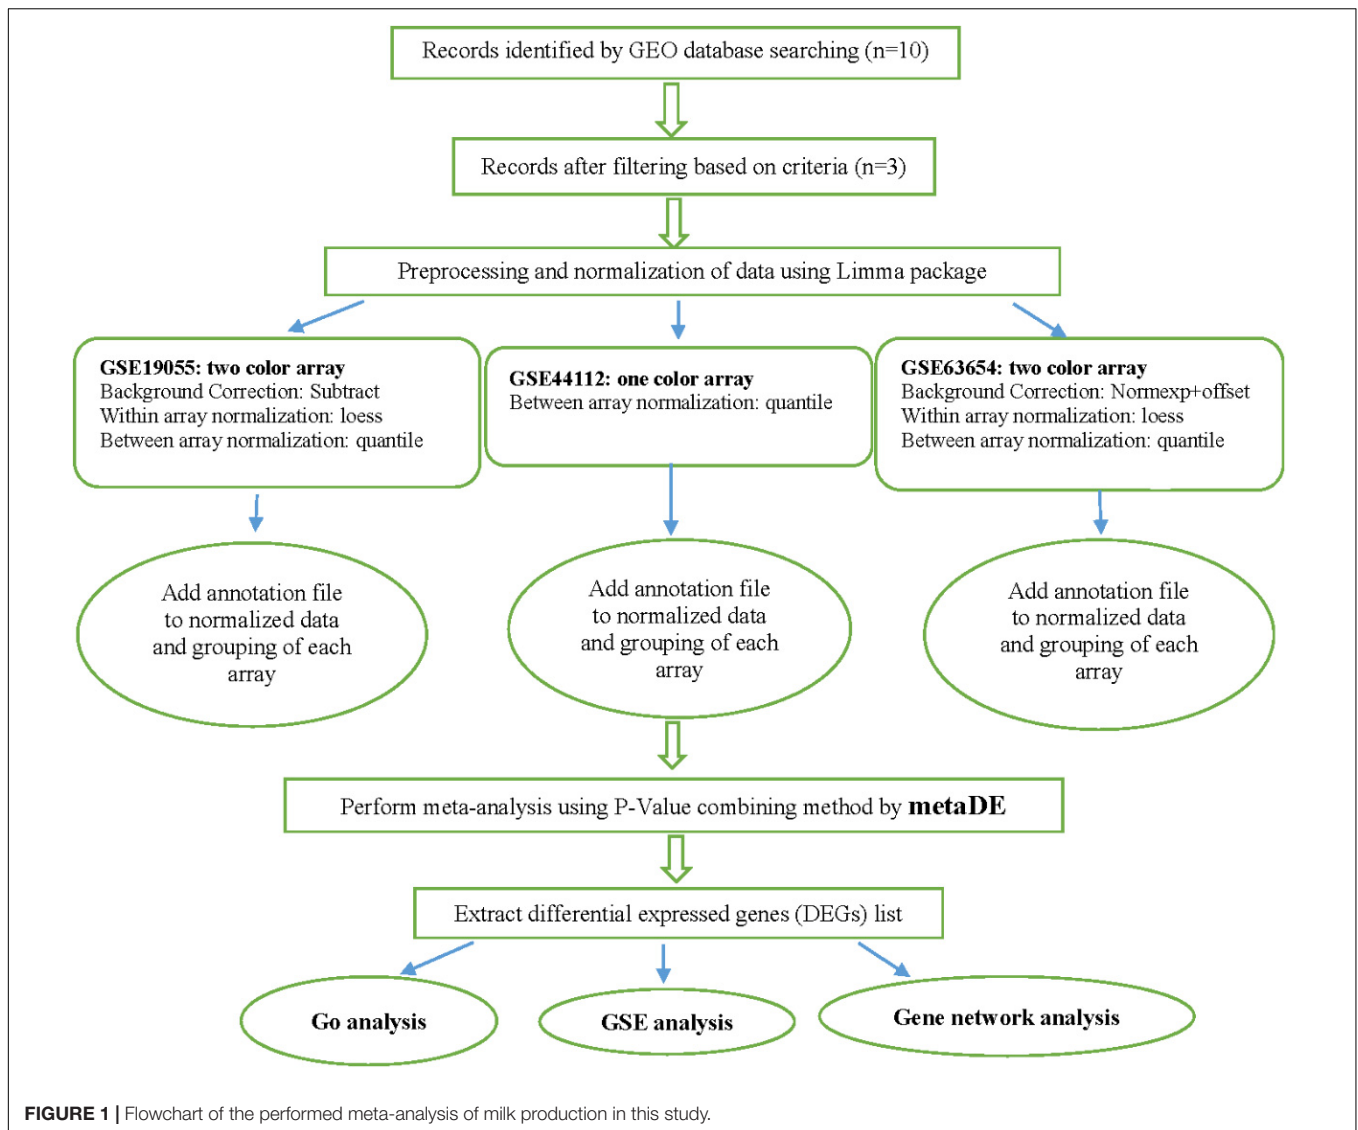 Records identified by GEO database searching (n=10)
Records after filtering based on criteria (n=3)
Preprocessing and normalization of data using Limma package
GSE19055: two color array
Background Correction: Subtract
Within array normalization: loess
Between array normalization: quantile
GSE44112: one color array
Between array normalization: quantile
GSE63654: two color array
Background Correction: Normexp+offset
Within array normalization: loess
Between array normalization: quantile
Add annotation file
to normalized data
and grouping of each
array
Add annotation file
to normalized data
and grouping of each
array
Add annotation file
to normalized data
and grouping of each
array
Perform meta-analysis using P-Value combining method by metaDE
Extract differential expressed genes (DEGs) list
Go analysis
GSE analysis
Gene network analysis
FIGURE 1 | Flowchart of the performed meta-analysis of milk production in this study.